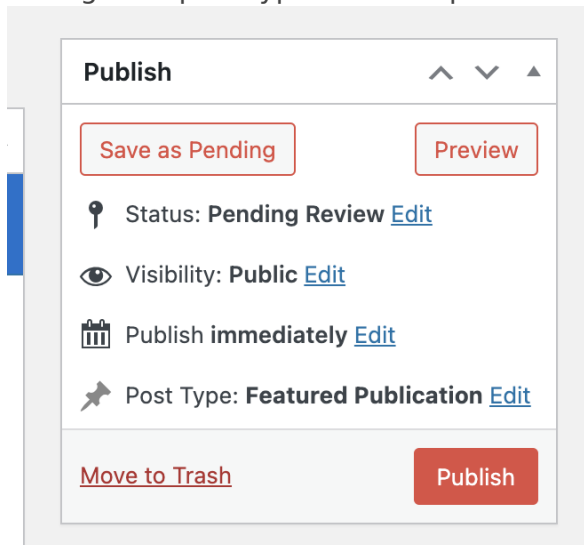 Publish
Save as Pending
Preview
Status: Pending Review Edit
Visibility: Public Edit
Publish immediately Edit
Post Type: Featured Publication Edit
Move to Trash
Publish